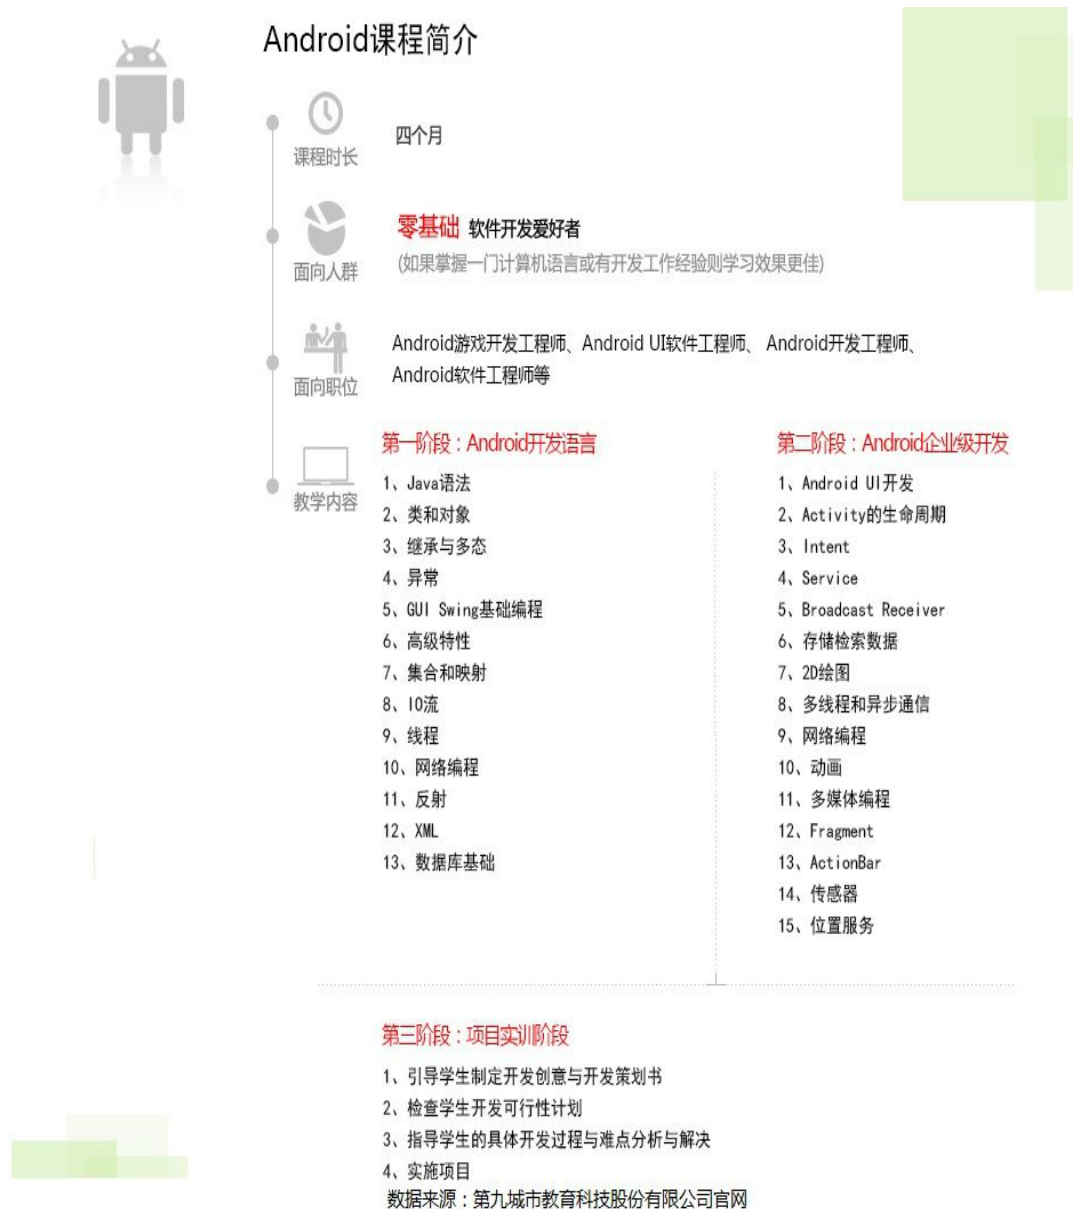 Android课程简介
课程时长
四个月
面向人群
零基础 软件开发爱好者
(如果掌握一门计算机语言或有开发工作经验则学习效果更佳)
面向职位
Android游戏开发工程师、Android UI软件工程师、 Android开发工程师、
Android软件工程师等
教学内容
第一阶段：Android开发语言
1、Java语法
2、类和对象
3、继承与多态
4、异常
5、GUI Swing基础编程
6、高级特性
7、集合和映射
8、IO流
9、线程
10、网络编程
11、反射
12、XML
13、数据库基础
第二阶段：Android企业级开发
1、Android UI开发
2、Activity的生命周期
3、Intent
4、Service
5、Broadcast Receiver
6、存储检索数据
7、2D绘图
8、多线程和异步通信
9、网络编程
10、动画
11、多媒体编程
12、Fragment
13、ActionBar
14、传感器
15、位置服务
第三阶段：项目实训阶段
1、引导学生制定开发创意与开发策划书
2、检查学生开发可行性计划
3、指导学生的具体开发过程与难点分析与解决
4、实施项目
数据来源：第九城市教育科技股份有限公司官网